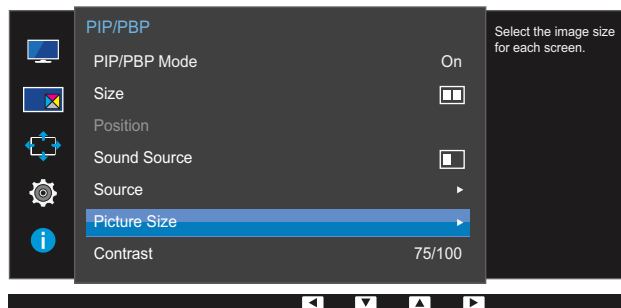 PIP/PBP
Select the image size
for each screen.
PIP/PBP Mode On
Size
Position
Sound Source
Source
Picture Size
Contrast 75/100